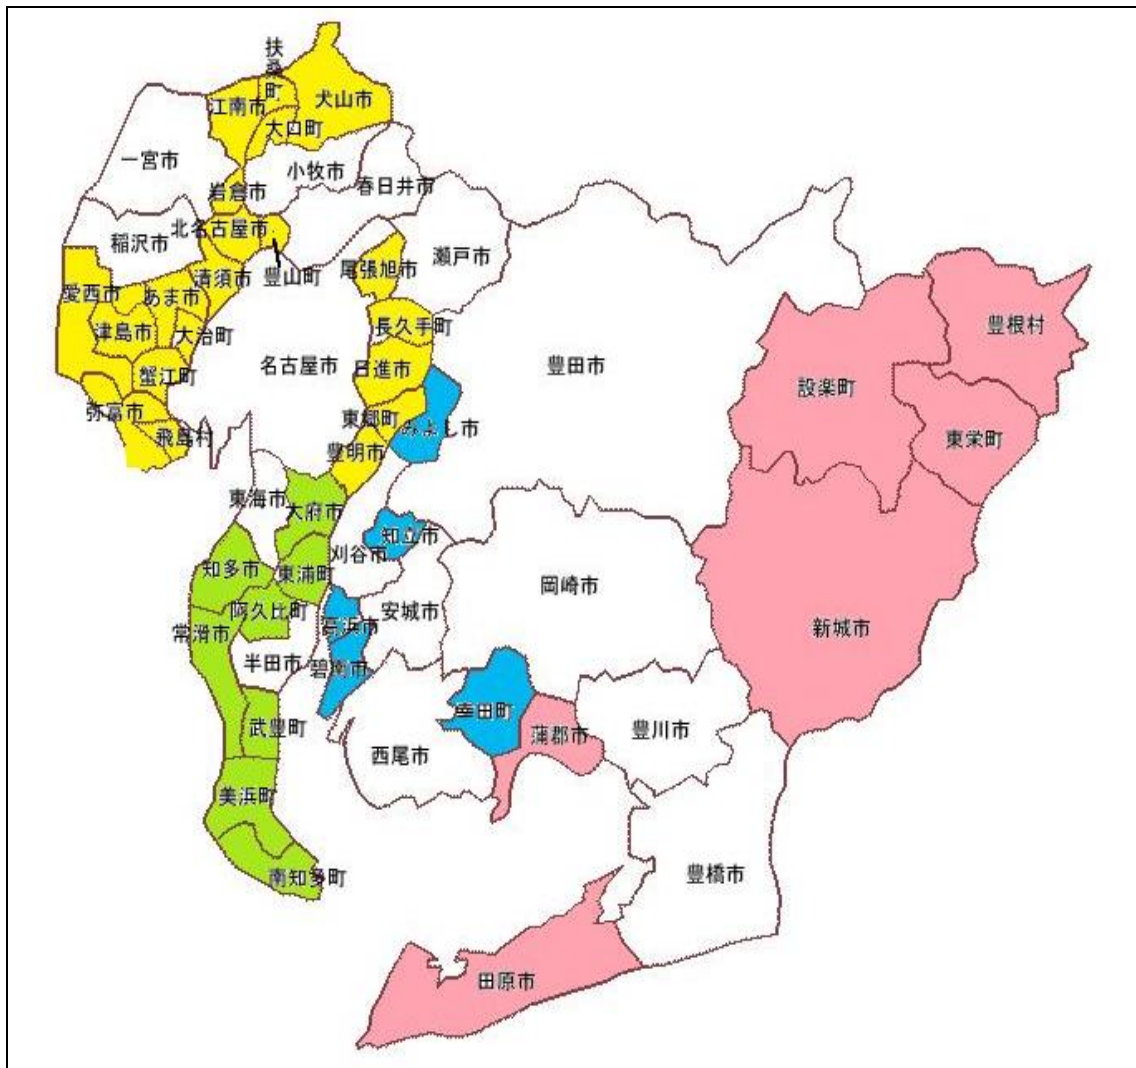 扶桑町
江南市
犬山市
大口町
一宮市
小牧市
春日井市
岩倉市
北名古屋市
稲沢市
瀬戸市
尾張旭市
豊山町
清須市
愛西市
あま市
津島市
大治町
長久手町
豊根村
名古屋市
豊田市
日進市
蟹江町
設楽町
弥富市
東郷町
みよし市
飛島村
豊明市
東栄町
東海市
大府市
知立市
刈谷市
知多市
東浦町
岡崎市
阿久比町
安城市
高浜市
常滑市
新城市
半田市
碧南市
幸田町
武豊町
蒲郡市
豊川市
西尾市
美浜町
南知多町
豊橋市
田原市